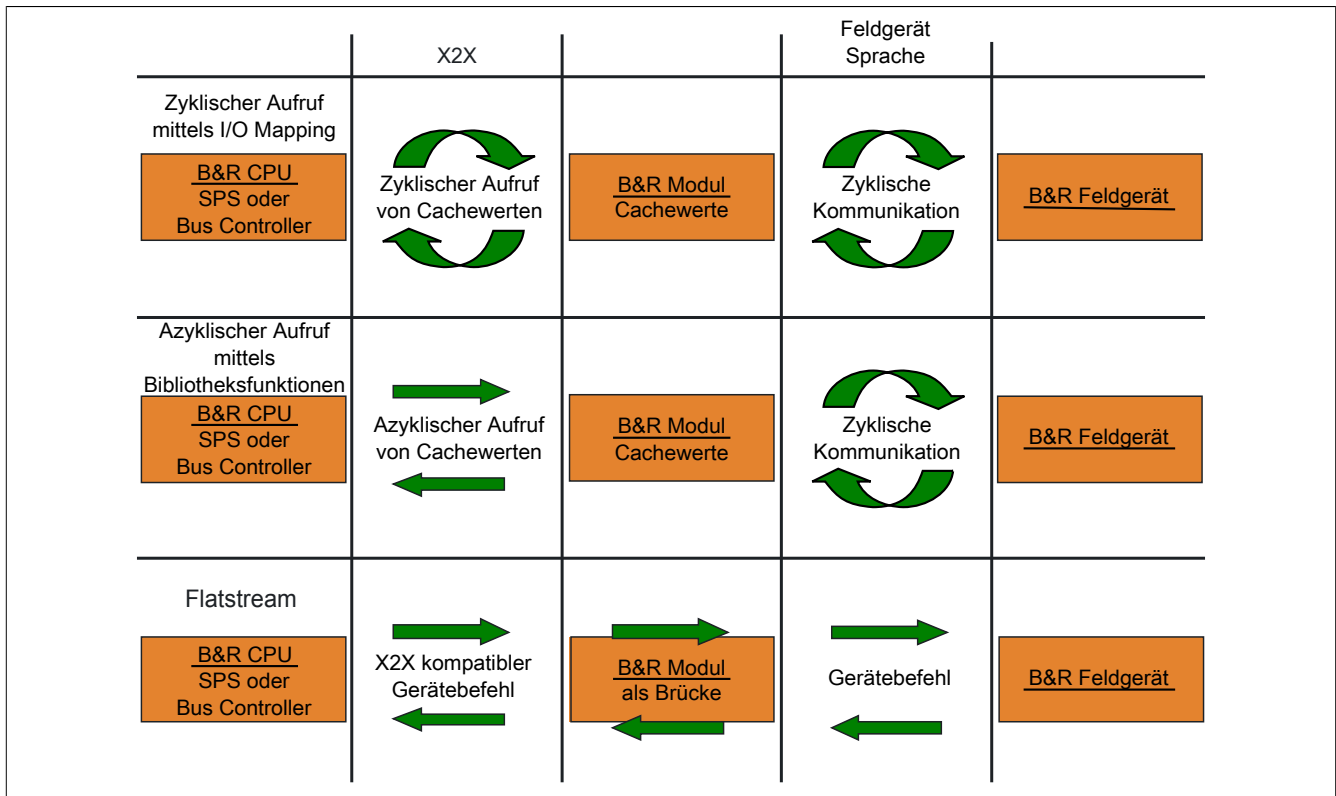 X2X
Feldgerät
Sprache
Zyklischer Aufruf
mittels I/O Mapping
B&R CPU
SPS oder
Bus Controller
Zyklischer Aufruf
von Cachewerten
B&R Modul
Cachewerte
Zyklische
Kommunikation
B&R Feldgerät
Azyklischer Aufruf
mittels
Bibliotheksfunktionen
B&R CPU
SPS oder
Bus Controller
Azyklischer Aufruf
von Cachewerten
B&R Modul
Cachewerte
Zyklische
Kommunikation
B&R Feldgerät
Flatstream
B&R CPU
SPS oder
Bus Controller
X2X kompatibler
Gerätebefehl
B&R Modul
als Brücke
Gerätebefehl
B&R Feldgerät